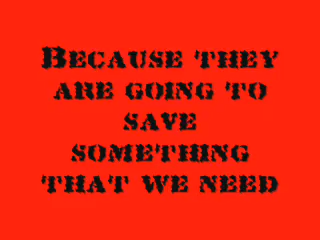 Because they
are going to
save
something
that we need